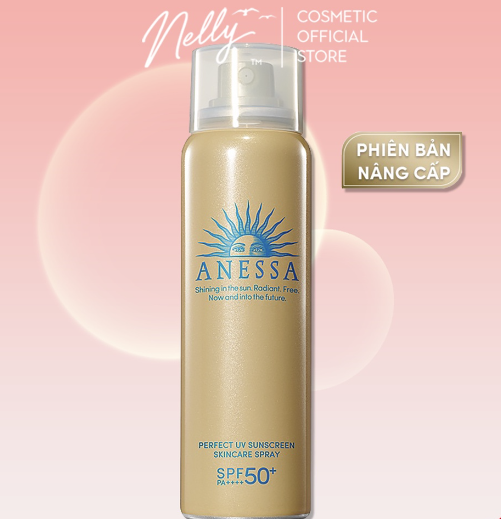 Nelly
TM
COSMETIC
OFFICIAL
STORE
PHIÊN BẢN
NÂNG CẤP
ANESSA
Shining in the sun. Radiant. Free.
Now and into the future.
PERFECT UV SUNSCREEN
SKINCARE SPRAY
SPF50+
PA++++